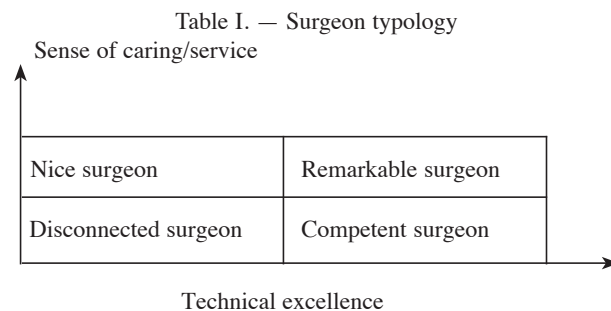 Table I. — Surgeon typology
Sense of caring/service
Nice surgeon
Remarkable surgeon
Disconnected surgeon
Competent surgeon
Technical excellence